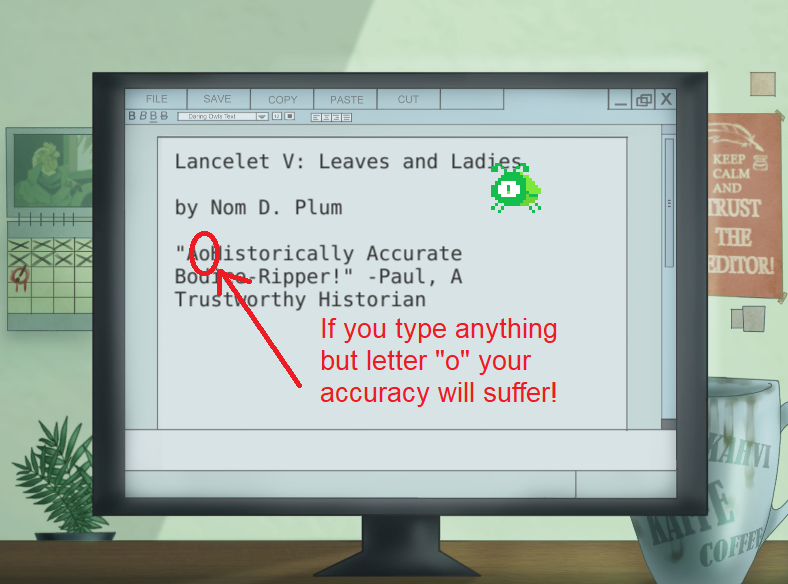 FILE SAVE COPY PASTE CUT
B B B B Daring Owls Text 12
Lancelet V: Leaves and Ladies
by Nom D. Plum
"AoHistorically Accurate
Bodice-Ripper!" -Paul, A
Trustworthy Historian
If you type anything
but letter "o" your
accuracy will suffer!
KEEP
CALM
AND
TRUST
THE
EDITOR!
KAHVI
KAFFE
COFFEE